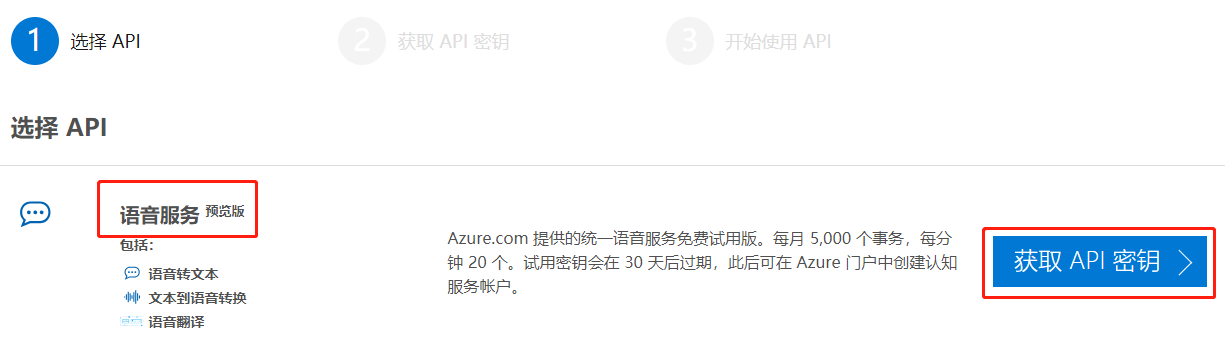 1 选择 API
2 获取 API 密钥
3 开始使用 API
选择 API
语音服务 预览版
包括：
语音转文本
文本到语音转换
语音翻译
Azure.com 提供的统一语音服务免费试用版。每月 5,000 个事务，每分
钟 20 个。试用密钥会在 30 天后过期，此后可在 Azure 门户中创建认知
服务帐户。
获取 API 密钥